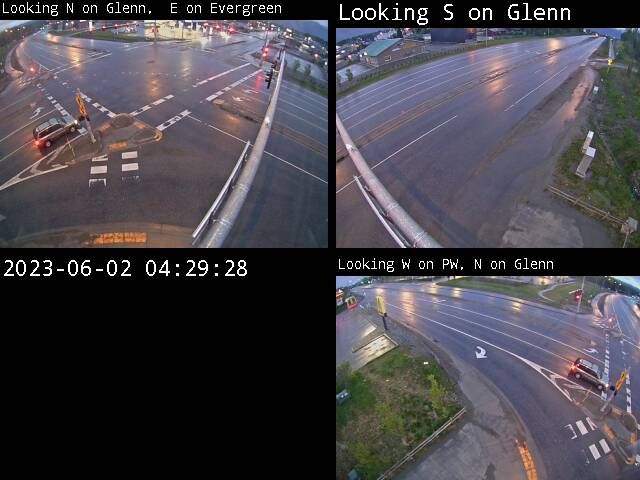 Looking N on Glenn,  E on Evergreen
Looking S on Glenn
2023-06-02 04:29:28
Looking W on PW, N on Glenn